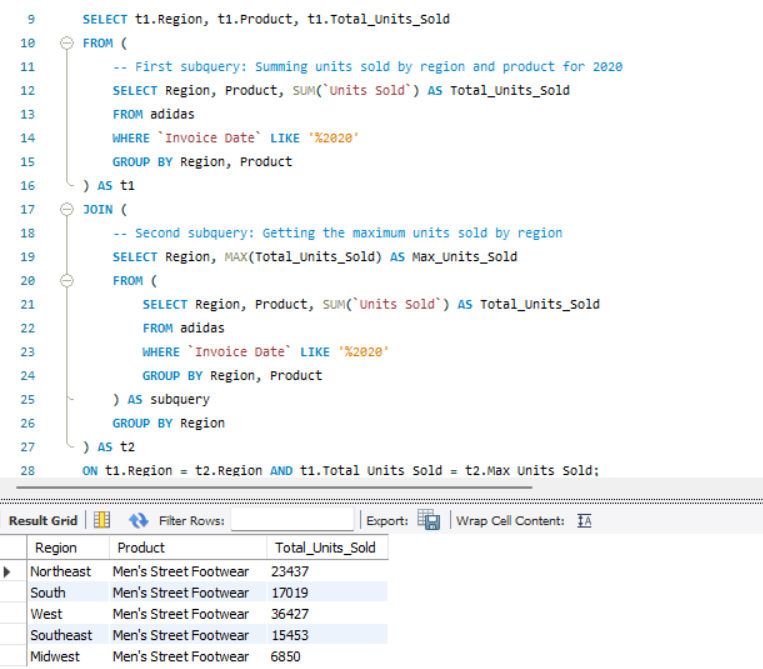 9 SELECT t1.Region, t1.Product, t1.Total_Units_Sold
10 FROM (
11 -- First subquery: Summing units sold by region and product for 2020
12 SELECT Region, Product, SUM(`Units Sold`) AS Total_Units_Sold
13 FROM adidas
14 WHERE `Invoice Date` LIKE '%2020'
15 GROUP BY Region, Product
16 ) AS t1
17 JOIN (
18 -- Second subquery: Getting the maximum units sold by region
19 SELECT Region, MAX(Total_Units_Sold) AS Max_Units_Sold
20 FROM (
21 SELECT Region, Product, SUM(`Units Sold`) AS Total_Units_Sold
22 FROM adidas
23 WHERE `Invoice Date` LIKE '%2020'
24 GROUP BY Region, Product
25 ) AS subquery
26 GROUP BY Region
27 ) AS t2
28 ON t1.Region = t2.Region AND t1.Total_Units_Sold = t2.Max_Units_Sold;
Result Grid Filter Rows: Export: Wrap Cell Content: IA
Region Product Total_Units_Sold
Northeast Men's Street Footwear 23437
South Men's Street Footwear 17019
West Men's Street Footwear 36427
Southeast Men's Street Footwear 15453
Midwest Men's Street Footwear 6850